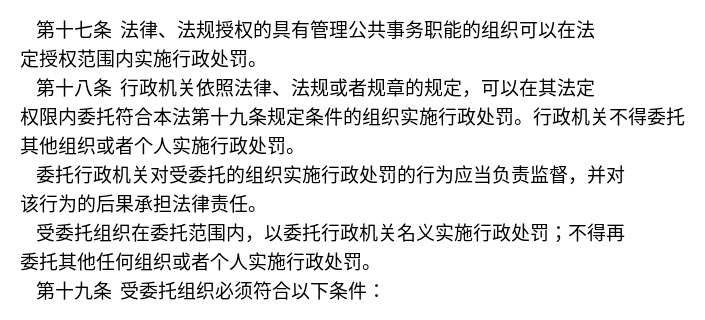 第十七条 法律、法规授权的具有管理公共事务职能的组织可以在法
定授权范围内实施行政处罚。
第十八条 行政机关依照法律、法规或者规章的规定，可以在其法定
权限内委托符合本法第十九条规定条件的组织实施行政处罚。行政机关不得委托
其他组织或者个人实施行政处罚。
委托行政机关对受委托的组织实施行政处罚的行为应当负责监督，并对
该行为的后果承担法律责任。
受委托组织在委托范围内，以委托行政机关名义实施行政处罚；不得再
委托其他任何组织或者个人实施行政处罚。
第十九条 受委托组织必须符合以下条件：